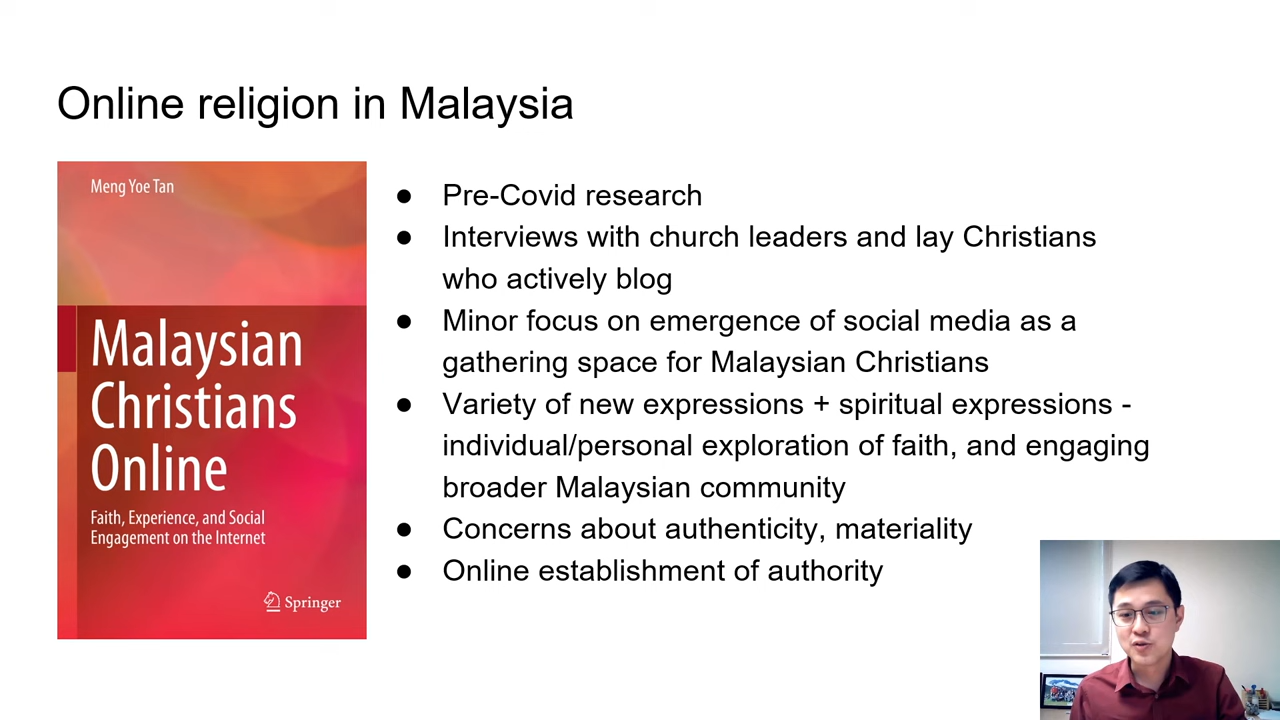 Online religion in Malaysia
Meng Yoe Tan
Malaysian
Christians
Online
Faith, Experience, and Social
Engagement on the Internet
Springer
● Pre-Covid research
● Interviews with church leaders and lay Christians
who actively blog
● Minor focus on emergence of social media as a
gathering space for Malaysian Christians
● Variety of new expressions + spiritual expressions -
individual/personal exploration of faith, and engaging
broader Malaysian community
● Concerns about authenticity, materiality
● Online establishment of authority